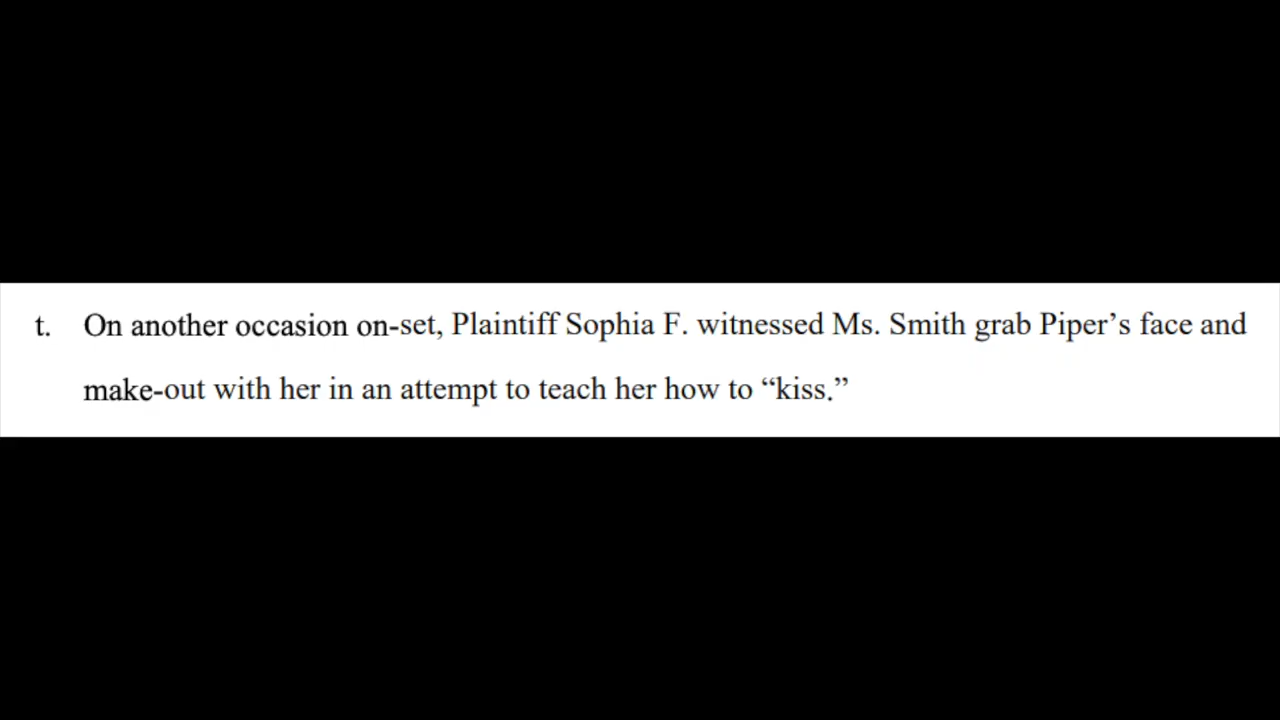 t. On another occasion on-set, Plaintiff Sophia F. witnessed Ms. Smith grab Piper’s face and
make-out with her in an attempt to teach her how to “kiss.”